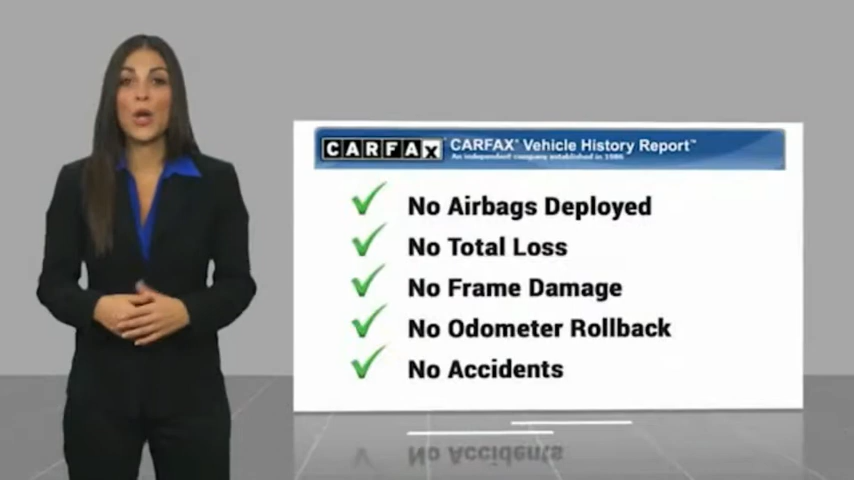 CARFAX CARFAX® Vehicle History Report™
An independent company established in 1986
No Airbags Deployed
No Total Loss
No Frame Damage
No Odometer Rollback
No Accidents
No Accidents